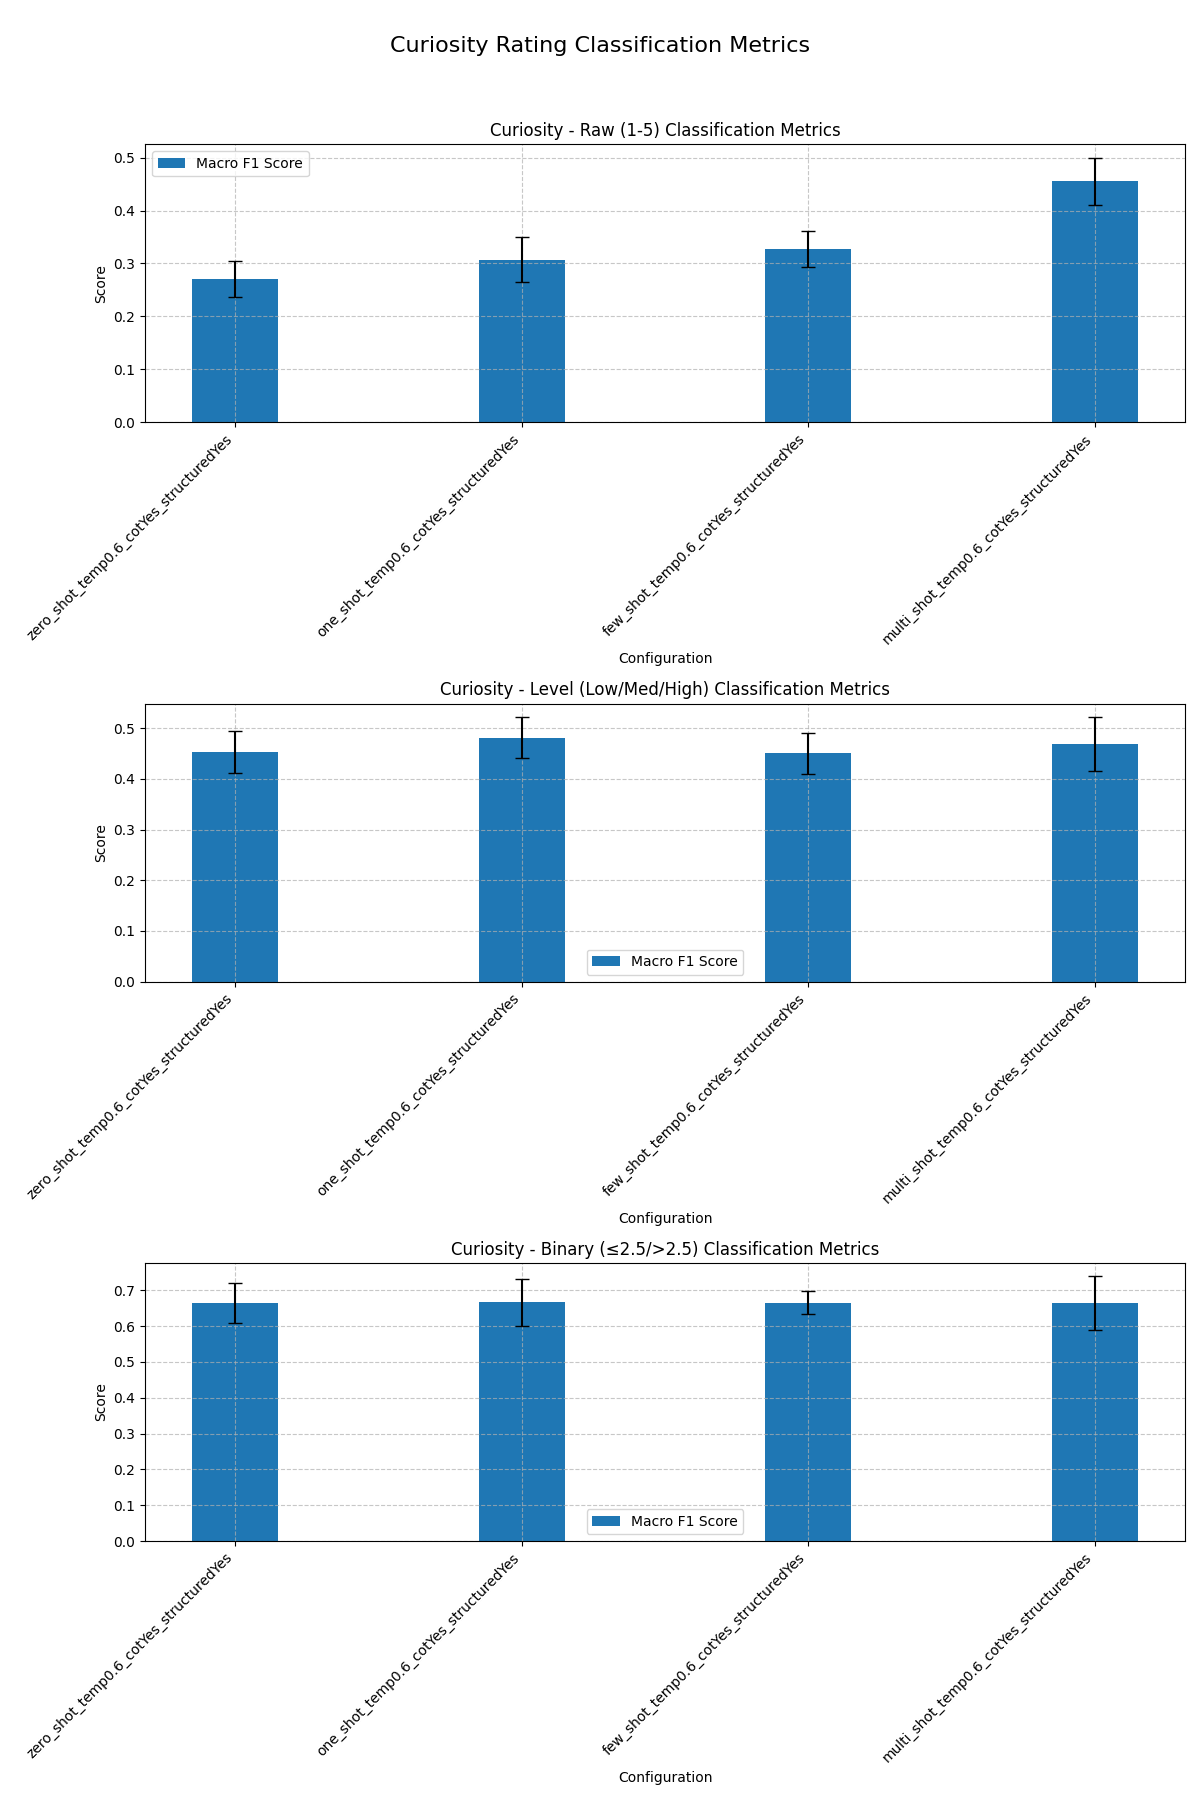 Curiosity Rating Classification Metrics
Curiosity - Raw (1-5) Classification Metrics
Macro F1 Score
Score
0.5
0.4
0.3
0.2
0.1
0.0
zero_shot_temp0.6_cotYes_structuredYes
one_shot_temp0.6_cotYes_structuredYes
few_shot_temp0.6_cotYes_structuredYes
multi_shot_temp0.6_cotYes_structuredYes
Configuration
Curiosity - Level (Low/Med/High) Classification Metrics
Score
0.5
0.4
0.3
0.2
0.1
0.0
Macro F1 Score
zero_shot_temp0.6_cotYes_structuredYes
one_shot_temp0.6_cotYes_structuredYes
few_shot_temp0.6_cotYes_structuredYes
multi_shot_temp0.6_cotYes_structuredYes
Configuration
Curiosity - Binary (≤2.5/>2.5) Classification Metrics
Score
0.7
0.6
0.5
0.4
0.3
0.2
0.1
0.0
Macro F1 Score
zero_shot_temp0.6_cotYes_structuredYes
one_shot_temp0.6_cotYes_structuredYes
few_shot_temp0.6_cotYes_structuredYes
multi_shot_temp0.6_cotYes_structuredYes
Configuration